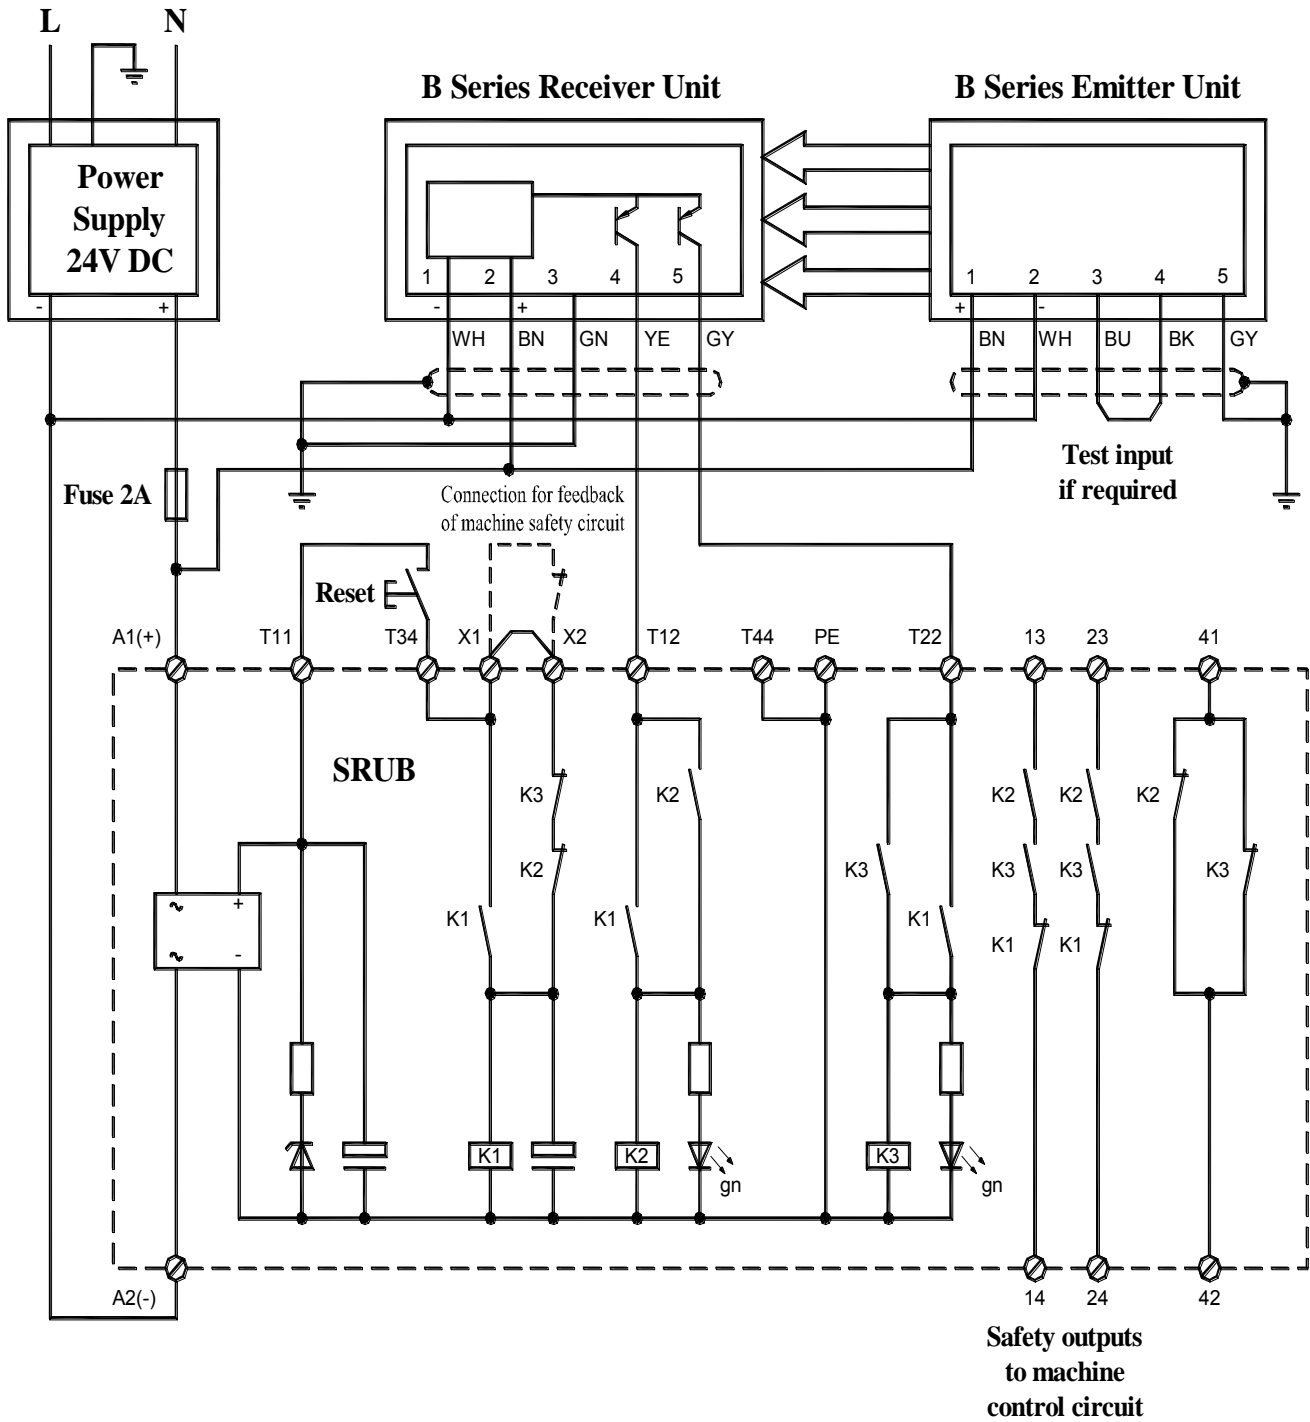 L N
B Series Receiver Unit B Series Emitter Unit
Power
Supply
24V DC
1 2 3 4 5
1 2 3 4 5
- +
- +
+ -
WH BN GN YE GY
BN WH BU BK GY
Test input
if required
Fuse 2A
Connection for feedback
of machine safety circuit
Reset
A1(+) T11 T34 X1 X2 T12 T44 PE T22 13 23 41
SRUB
K3 K2 K2 K2 K2
K2 K3 K3 K3 K3
K1 K1 K1 K1 K1
~ +
~ -
K1 K2 K3
gn gn
A2(-) 14 24 42
Safety outputs
to machine
control circuit